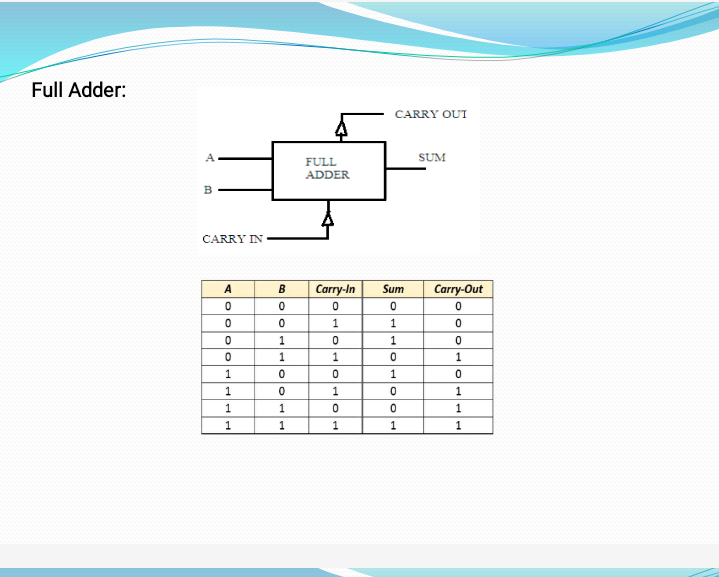 Full Adder:
CARRY OUT
A
SUM
FULL
ADDER
B
CARRY IN
A B Carry-In Sum Carry-Out
0 0 0 0 0
0 0 1 1 0
0 1 0 1 0
0 1 1 0 1
1 0 0 1 0
1 0 1 0 1
1 1 0 0 1
1 1 1 1 1